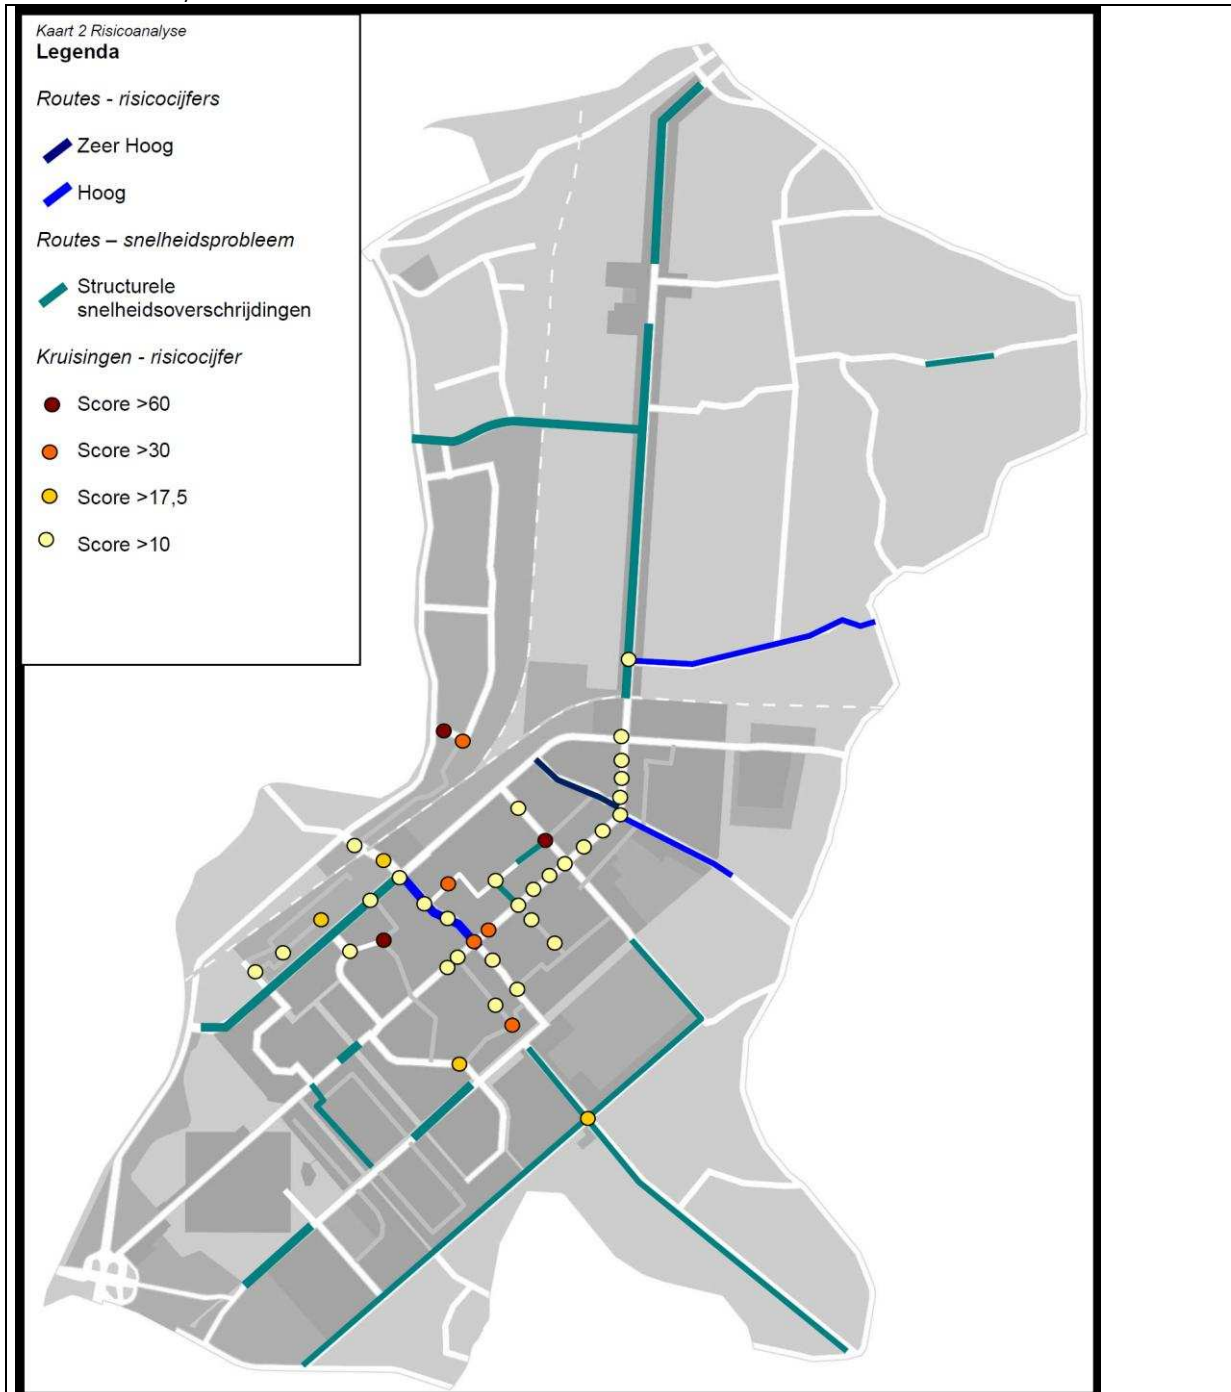 Kaart 2 Risicoanalyse
Legenda
Routes - risicocijfers
Zeer Hoog
Hoog
Routes – snelheidsprobleem
Structurele
snelheidsoverschrijdingen
Kruisingen - risicocijfer
Score >60
Score >30
Score >17,5
Score >10